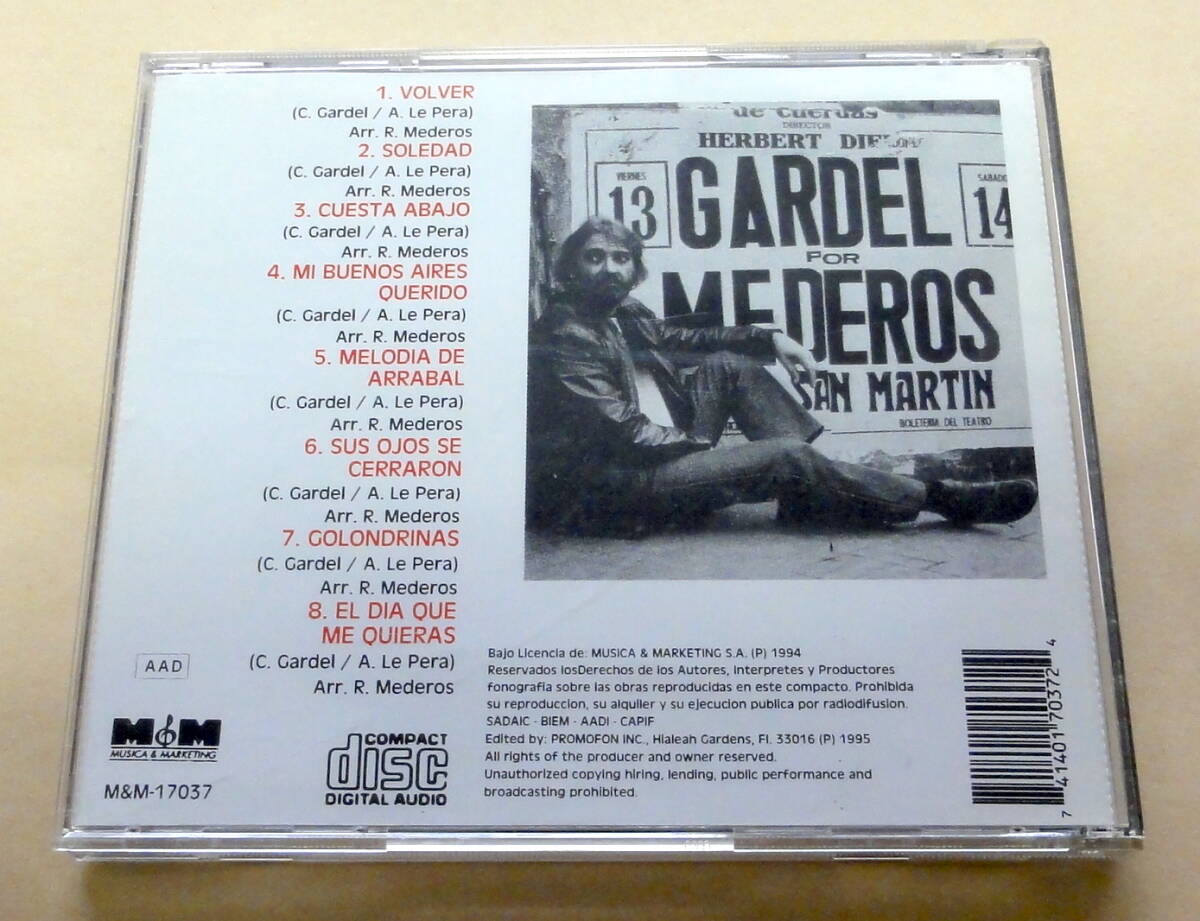 1. VOLVER
(C. Gardel / A. Le Pera)
Arr. R. Mederos
2. SOLEDAD
(C. Gardel / A. Le Pera)
Arr. R. Mederos
3. CUESTA ABAJO
(C. Gardel / A. Le Pera)
Arr. R. Mederos
4. MI BUENOS AIRES
QUERIDO
(C. Gardel / A. Le Pera)
Arr. R. Mederos
5. MELODIA DE
ARRABAL
(C. Gardel / A. Le Pera)
Arr. R. Mederos
6. SUS OJOS SE
CERRARON
(C. Gardel / A. Le Pera)
Arr. R. Mederos
7. GOLONDRINAS
(C. Gardel / A. Le Pera)
Arr. R. Mederos
8. EL DIA QUE
ME QUIERAS
(C. Gardel / A. Le Pera)
Arr. R. Mederos
AAD
M&M
MUSICA & MARKETING
M&M-17037
COMPACT
disc
DIGITAL AUDIO
de cuerdas
DIRECTOR
HERBERT
VIERNES
13
GARDEL
SABADO
14
POR
MEDEROS
SAN MARTIN
BOLETERIA DEL TEATRO
Bajo Licencia de: MUSICA & MARKETING S.A. (P) 1994
Reservados losDerechos de los Autores, Interpretes y Productores
fonografia sobre las obras reproducidas en este compacto. Prohibida
su reproduccion, su alquiler y su ejecucion publica por radiodifusion.
SADAIC - BIEM - AADI - CAPIF
Edited by: PROMOFON INC., Hialeah Gardens, Fl. 33016 (P) 1995
All rights of the producer and owner reserved.
Unauthorized copying hiring, lending, public performance and
broadcasting prohibited.
7 41401 70372 4